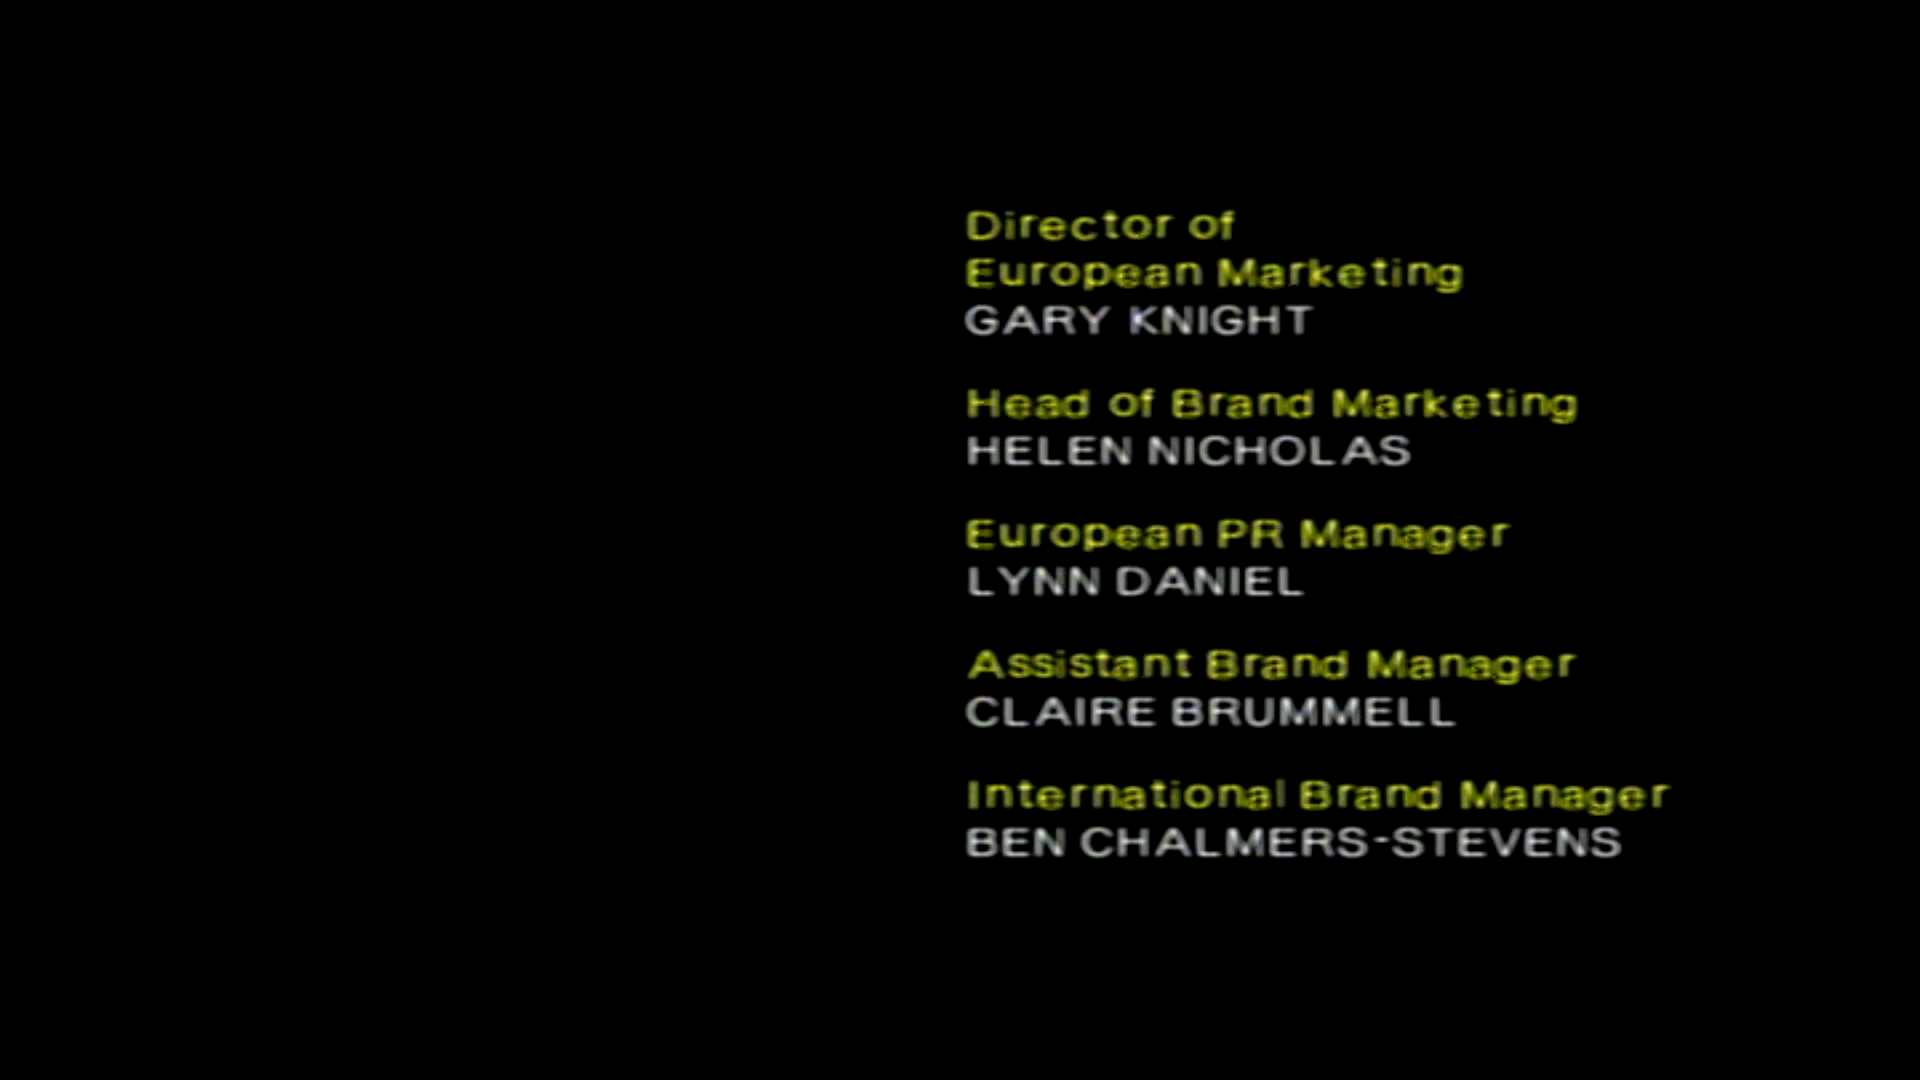 Director of
European Marketing
GARY KNIGHT
Head of Brand Marketing
HELEN NICHOLAS
European PR Manager
LYNN DANIEL
Assistant Brand Manager
CLAIRE BRUMMELL
International Brand Manager
BEN CHALMERS-STEVENS